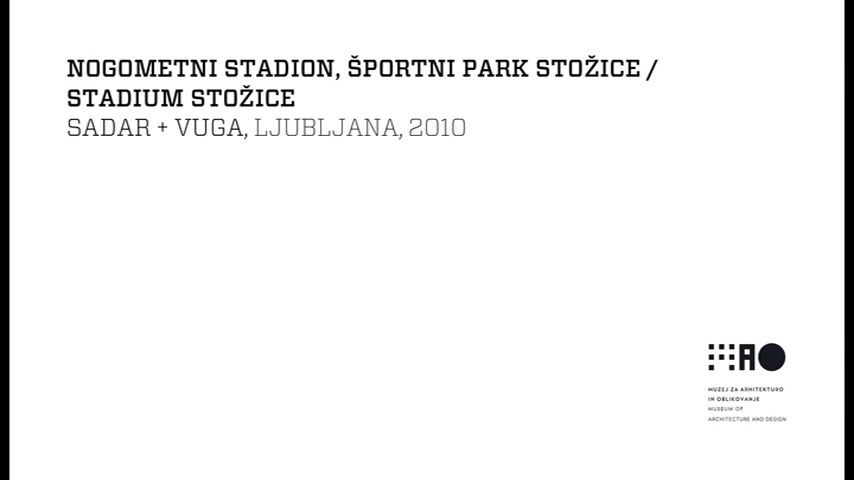 NOGOMETNI STADION, ŠPORTNI PARK STOŽICE /
STADIUM STOŽICE
SADAR + VUGA, LJUBLJANA, 2010
MAO
MUZEJ ZA ARHITEKTURO
IN OBLIKOVANJE
MUSEUM OF
ARCHITECTURE AND DESIGN